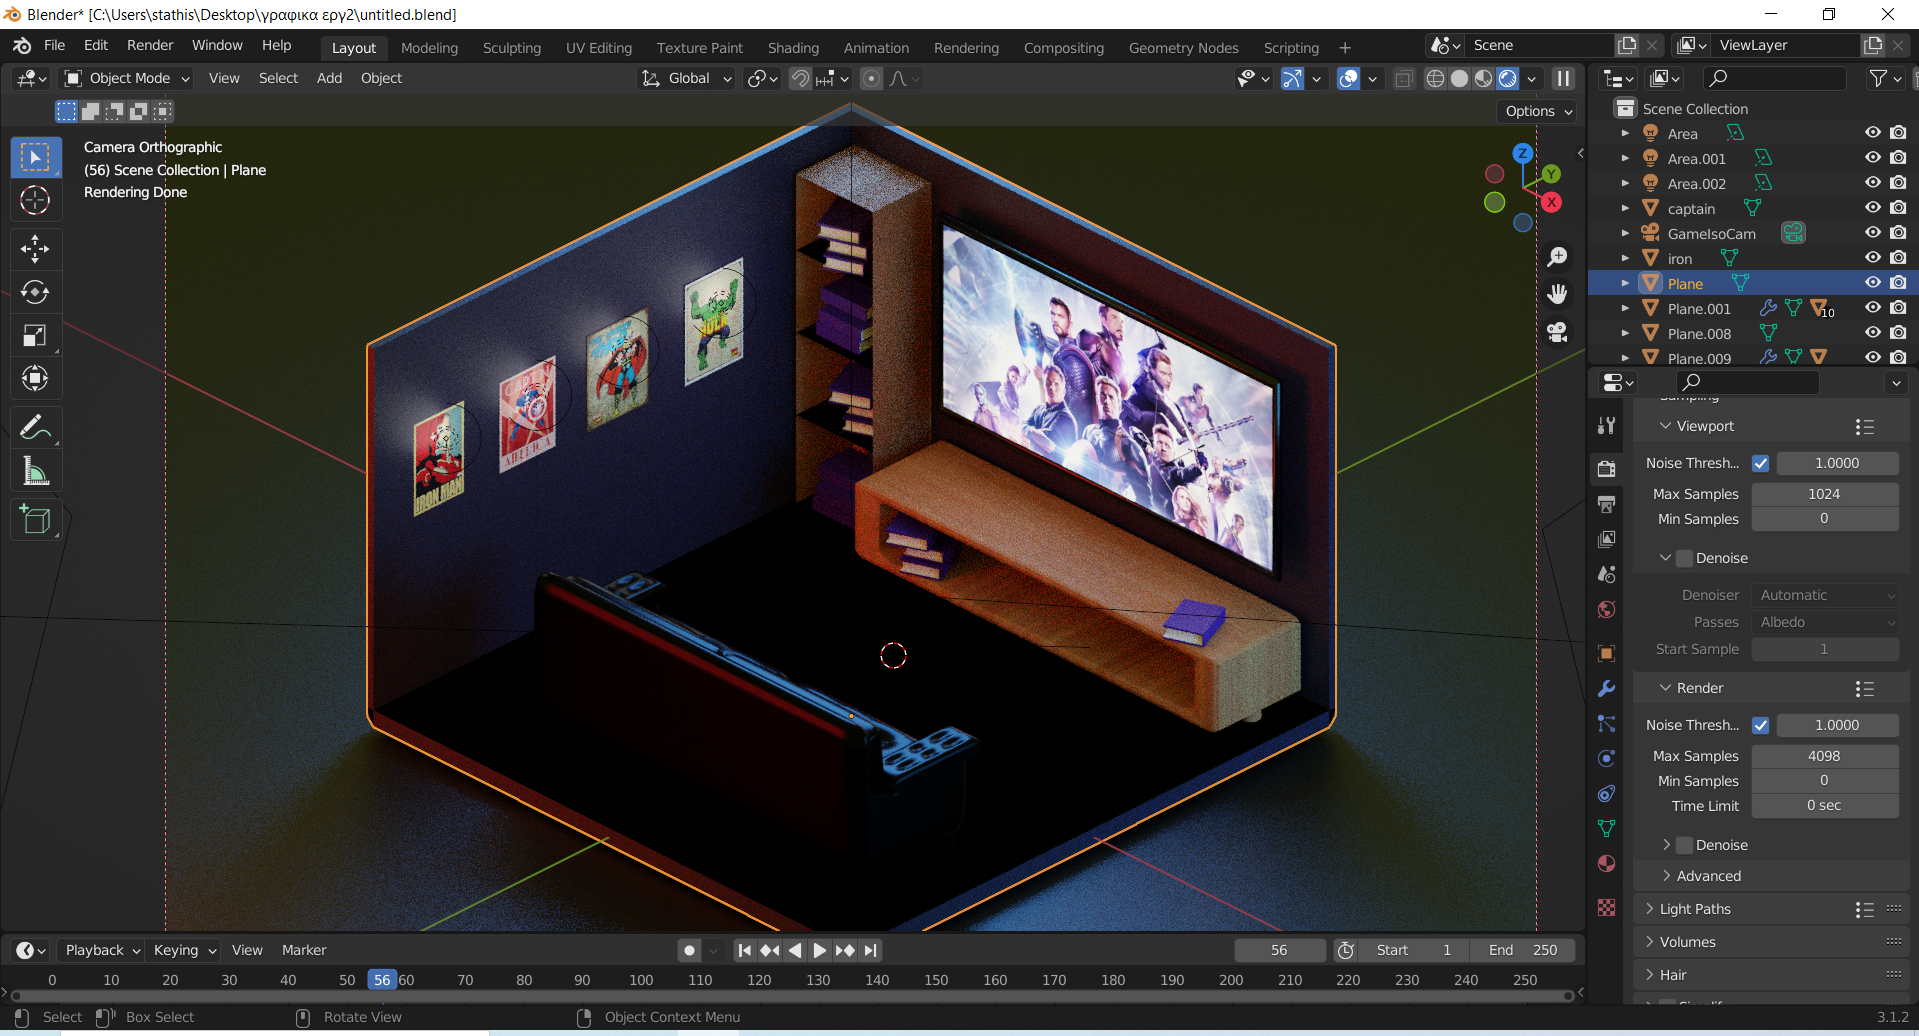 Blender* [C:\Users\stathis\Desktop\γραφικα εργ2\untitled.blend]
File Edit Render Window Help Layout Modeling Sculpting UV Editing Texture Paint Shading Animation Rendering Compositing Geometry Nodes Scripting + Scene ViewLayer
Object Mode View Select Add Object Global
Options
Camera Orthographic
(56) Scene Collection | Plane
Rendering Done
Z
Y
X
HULK
CAPTAIN
AMERICA
IRON MAN
Scene Collection
Area
Area.001
Area.002
captain
GameIsoCam
iron
Plane
Plane.001 10
Plane.008
Plane.009
Sampling
Viewport
Noise Thresh... 1.0000
Max Samples 1024
Min Samples 0
Denoise
Denoiser Automatic
Passes Albedo
Start Sample 1
Render
Noise Thresh... 1.0000
Max Samples 4098
Min Samples 0
Time Limit 0 sec
Denoise
Advanced
Light Paths
Volumes
Hair
Simplify
Playback Keying View Marker 56 Start 1 End 250
0 10 20 30 40 50 56 60 70 80 90 100 110 120 130 140 150 160 170 180 190 200 210 220 230 240 250
Select Box Select Rotate View Object Context Menu 3.1.2